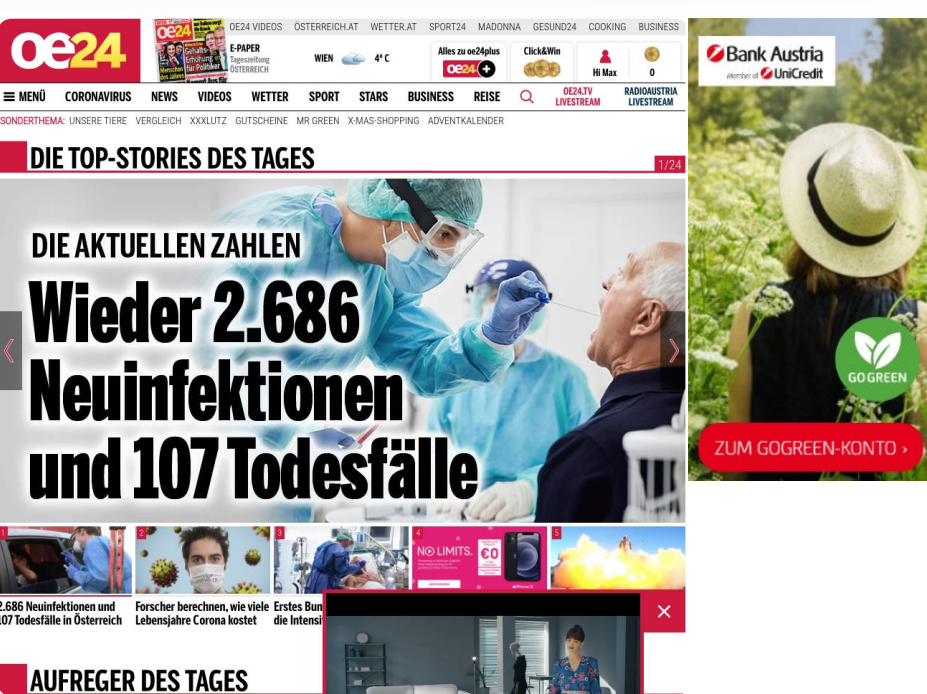 oe24
OE24 VIDEOS ÖSTERREICH.AT WETTER.AT SPORT24 MADONNA GESUND24 COOKING BUSINESS
E-PAPER
Tageszeitung
ÖSTERREICH
WIEN 4° C
Alles zu oe24plus
oe24 +
Click&Win
Hi Max
0
MENÜ CORONAVIRUS NEWS VIDEOS WETTER SPORT STARS BUSINESS REISE
OE24.TV
LIVESTREAM
RADIOAUSTRIA
LIVESTREAM
SONDERTHEMA: UNSERE TIERE VERGLEICH XXXLUTZ GUTSCHEINE MR GREEN X-MAS-SHOPPING ADVENTKALENDER
DIE TOP-STORIES DES TAGES
1/24
DIE AKTUELLEN ZAHLEN
Wieder 2.686
Neuinfektionen
und 107 Todesfälle
1
2
3
4
5
NO LIMITS.
€0
2.686 Neuinfektionen und
107 Todesfälle in Österreich
Forscher berechnen, wie viele
Lebensjahre Corona kostet
Erstes Bun
die Intensi
AUFREGER DES TAGES
Bank Austria
Member of UniCredit
GO GREEN
ZUM GOGREEN-KONTO ›